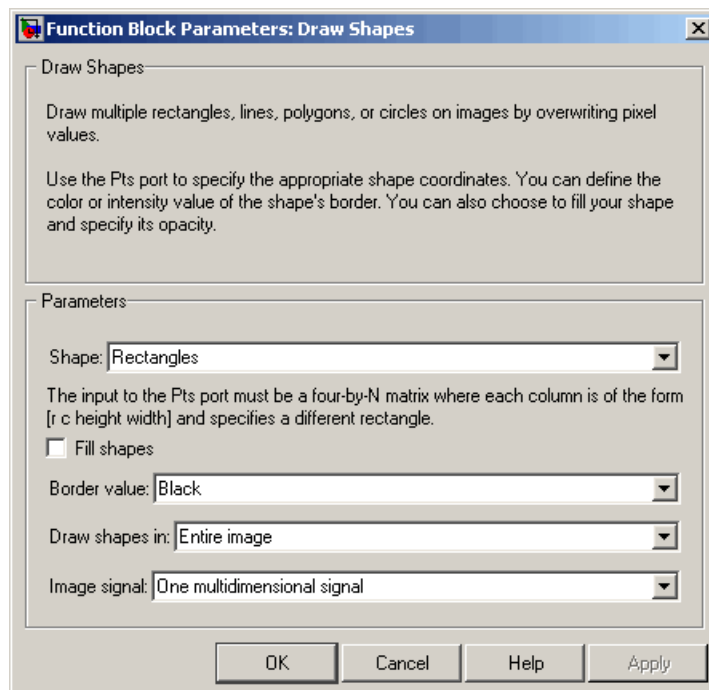 Function Block Parameters: Draw Shapes
Draw Shapes
Draw multiple rectangles, lines, polygons, or circles on images by overwriting pixel
values.
Use the Pts port to specify the appropriate shape coordinates. You can define the
color or intensity value of the shape's border. You can also choose to fill your shape
and specify its opacity.
Parameters
Shape: Rectangles
The input to the Pts port must be a four-by-N matrix where each column is of the form
[r c height width] and specifies a different rectangle.
Fill shapes
Border value: Black
Draw shapes in: Entire image
Image signal: One multidimensional signal
OK Cancel Help Apply